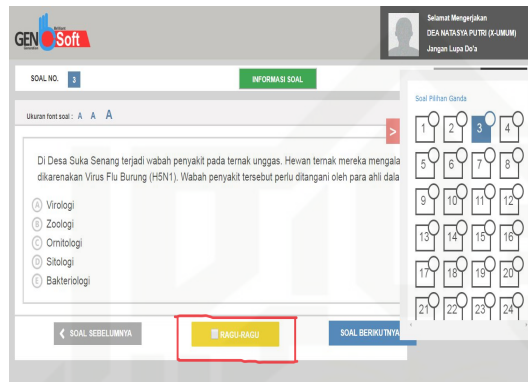 GEN Soft
Selamat Mengerjakan
DEA NATASYA PUTRI (X-UMUM)
Jangan Lupa Do'a
SOAL NO. 3
INFORMASI SOAL
Ukuran font soal : A A A
>
Di Desa Suka Senang terjadi wabah penyakit pada ternak unggas. Hewan ternak mereka mengala
dikarenakan Virus Flu Burung (H5N1). Wabah penyakit tersebut perlu ditangani oleh para ahli dala
A Virologi
B Zoologi
C Ornitologi
D Sitologi
E Bakteriologi
SOAL SEBELUMNYA
RAGU-RAGU
SOAL BERIKUTNYA
Soal Pilihan Ganda
1 2 3 4
5 6 7 8
9 10 11 12
13 14 15 16
17 18 19 20
21 22 23 24